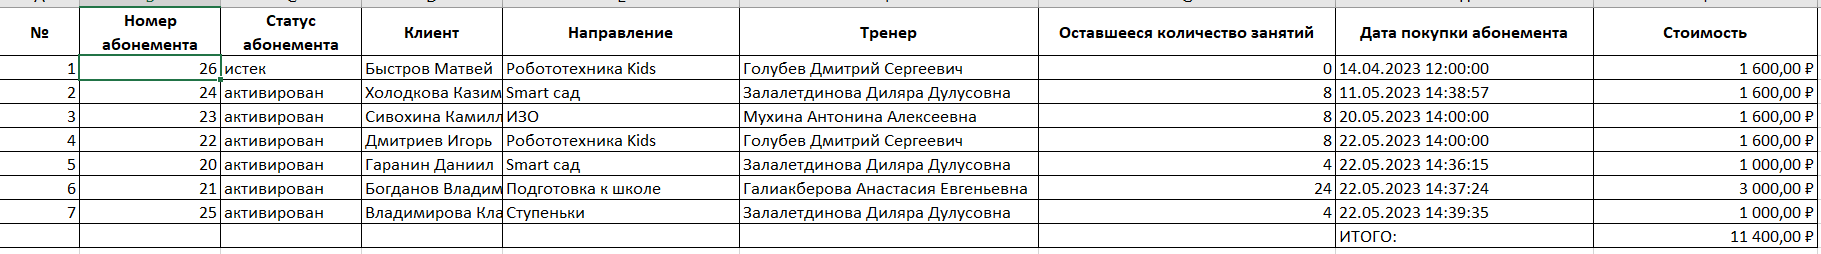 № Номер абонемента Статус абонемента Клиент Направление Тренер Оставшееся количество занятий Дата покупки абонемента Стоимость
1 26 истек Быстров Матвей Робототехника Kids Голубев Дмитрий Сергеевич 0 14.04.2023 12:00:00 1 600,00 ₽
2 24 активирован Холодкова Казим Smart сад Залалетдинова Диляра Дулусовна 8 11.05.2023 14:38:57 1 600,00 ₽
3 23 активирован Сивохина Камилл ИЗО Мухина Антонина Алексеевна 8 20.05.2023 14:00:00 1 600,00 ₽
4 22 активирован Дмитриев Игорь Робототехника Kids Голубев Дмитрий Сергеевич 8 22.05.2023 14:00:00 1 600,00 ₽
5 20 активирован Гаранин Даниил Smart сад Залалетдинова Диляра Дулусовна 4 22.05.2023 14:36:15 1 000,00 ₽
6 21 активирован Богданов Владим Подготовка к школе Галиакберова Анастасия Евгеньевна 24 22.05.2023 14:37:24 3 000,00 ₽
7 25 активирован Владимирова Кла Ступеньки Залалетдинова Диляра Дулусовна 4 22.05.2023 14:39:35 1 000,00 ₽
ИТОГО: 11 400,00 ₽